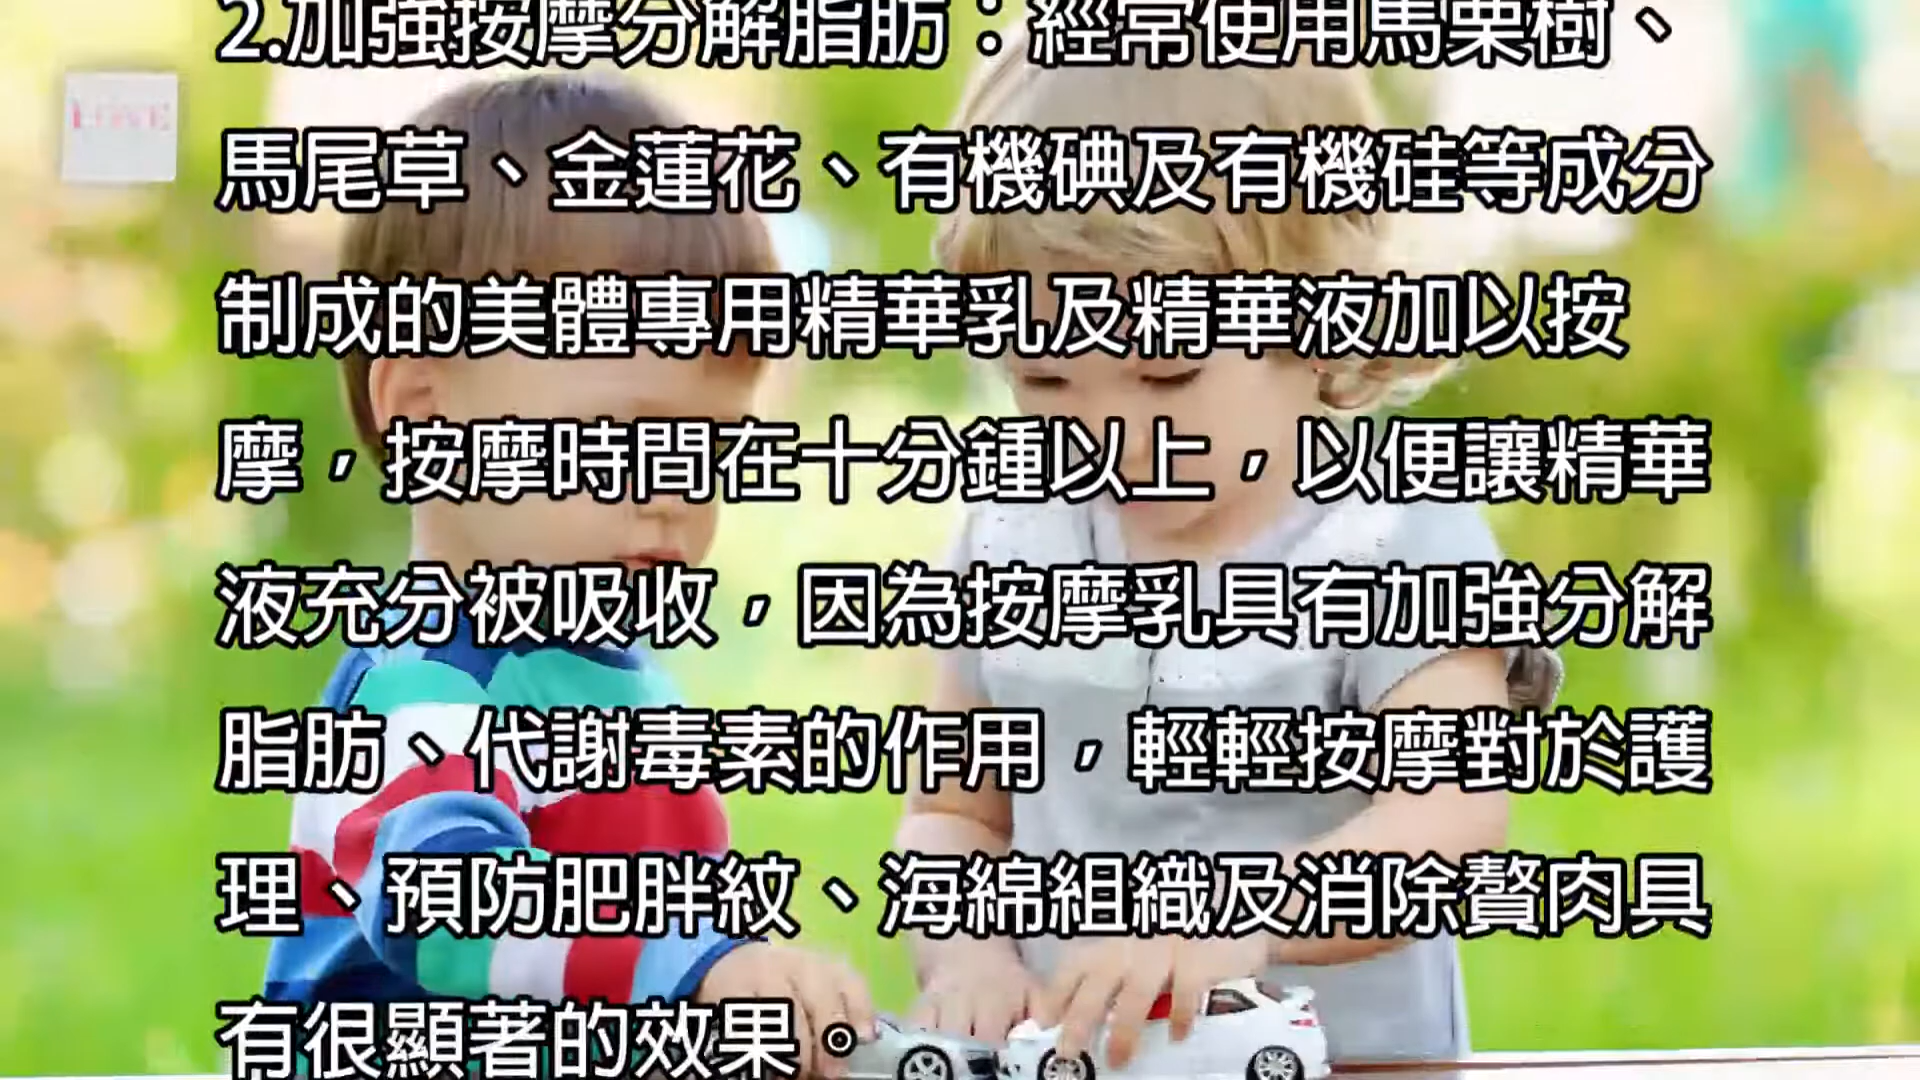 2.加強按摩分解脂肪：經常使用馬栗樹、
馬尾草、金蓮花、有機碘及有機硅等成分
制成的美體專用精華乳及精華液加以按
摩，按摩時間在十分鍾以上，以便讓精華
液充分被吸收，因為按摩乳具有加強分解
脂肪、代謝毒素的作用，輕輕按摩對於護
理、預防肥胖紋、海綿組織及消除贅肉具
有很顯著的效果。
LOVE